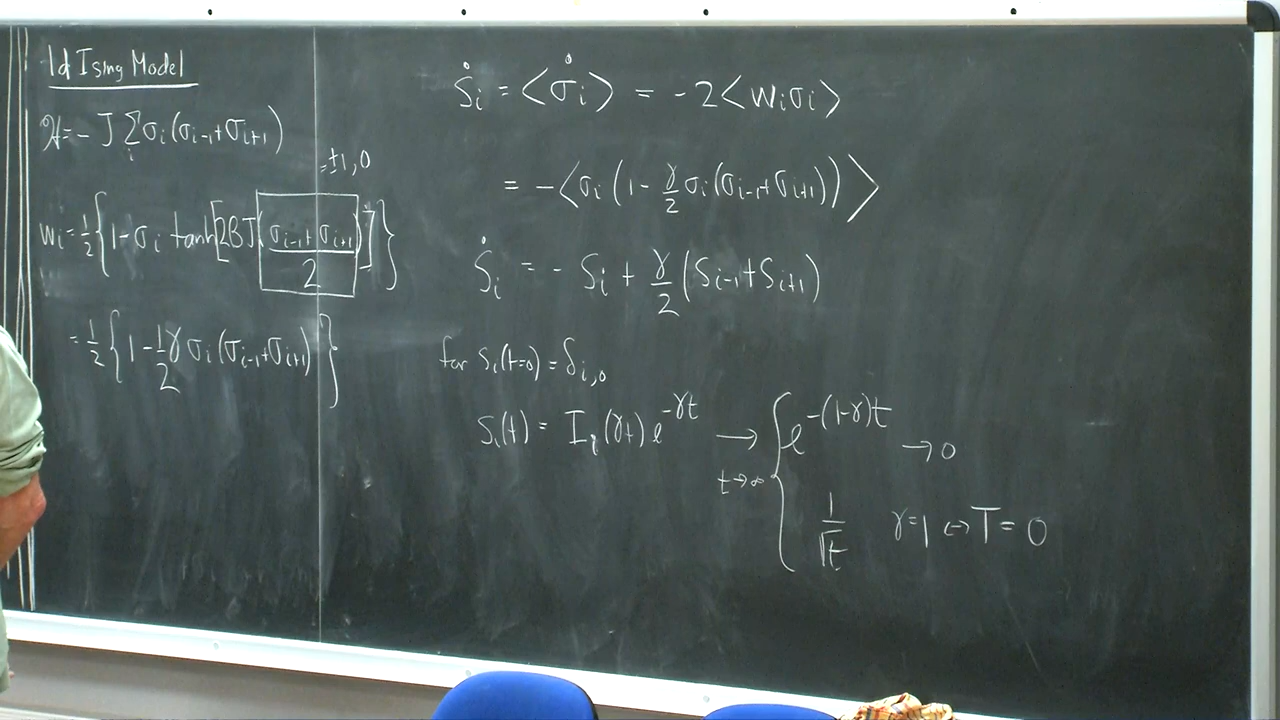 1d Ising Model
ℋ = - J Σ_i σ_i(σ_{i-1}+σ_{i+1})
= ±1, 0
w_i = 1/2 { 1 - σ_i tanh[2βJ (σ_{i-1}+σ_{i+1})/2] }
= 1/2 { 1 - 1/2 γ σ_i (σ_{i-1}+σ_{i+1}) }
Ṡ_i = <σ̇_i> = -2<w_i σ_i>
= -<σ_i (1 - γ/2 σ_i(σ_{i-1}+σ_{i+1}))>
Ṡ_i = - S_i + γ/2 (S_{i-1}+S_{i+1})
for S_i(t=0) = δ_{i,0}
S_i(t) = I_i(γt) e^{-γt} → t→∞ { e^{-(1-γ)t} → 0
1/√t γ=1 ↔ T=0